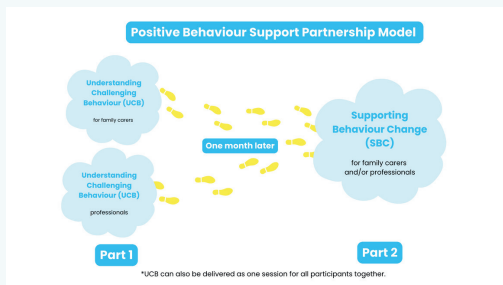 Positive Behaviour Support Partnership Model
Understanding
Challenging
Behaviour (UCB)
for family carers
One month later
Supporting
Behaviour Change
(SBC)
for family carers
and/or professionals
Understanding
Challenging
Behaviour (UCB)
professionals
Part 1
Part 2
*UCB can also be delivered as one session for all participants together.